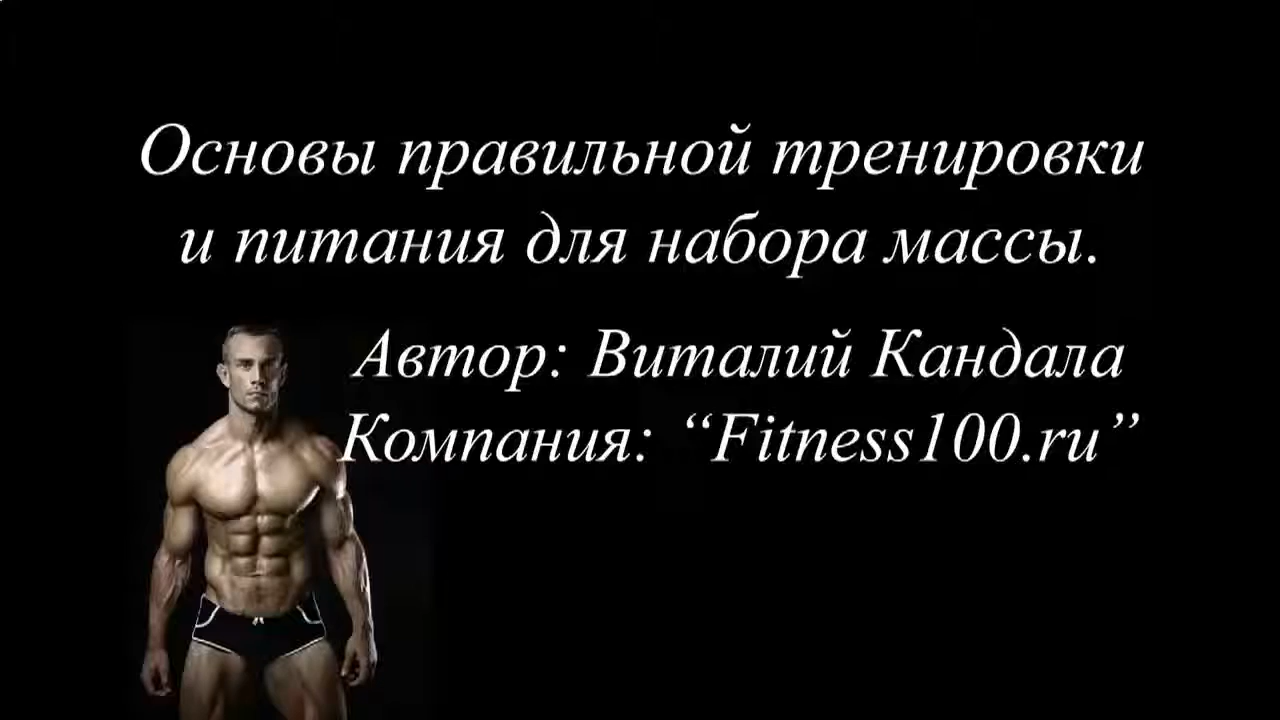 Основы правильной тренировки
и питания для набора массы.
Автор: Виталий Кандала
Компания: “Fitness100.ru”